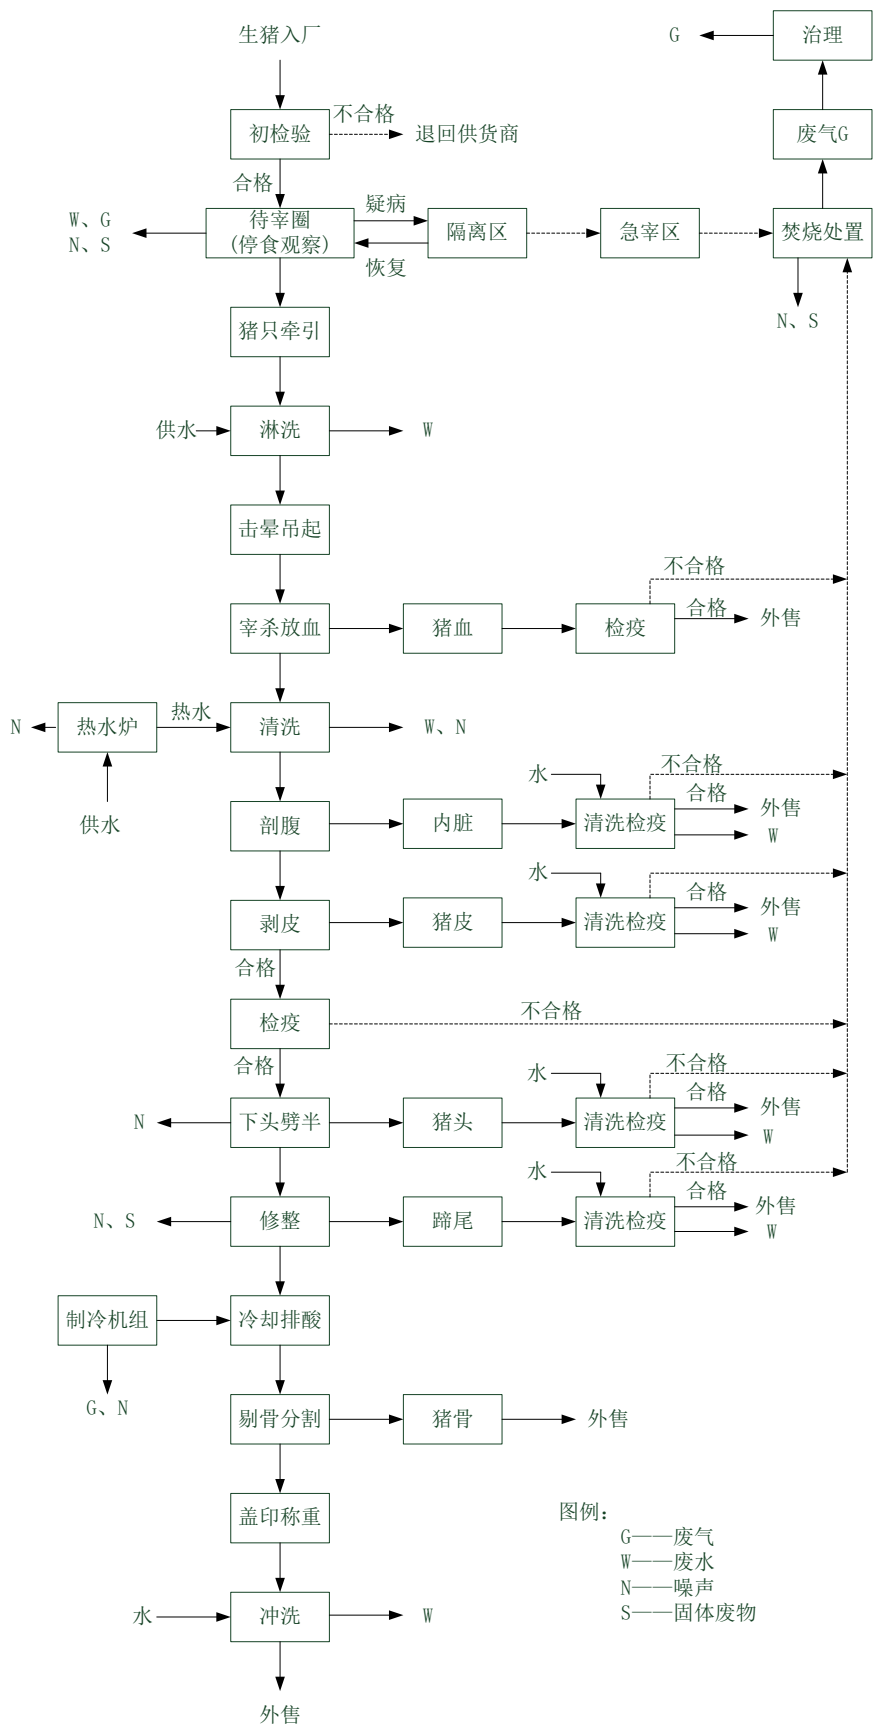 生猪入厂
G
治理
初检验
不合格
退回供货商
废气G
合格
W、G
N、S
待宰圈
(停食观察)
疑病
恢复
隔离区
急宰区
焚烧处置
N、S
猪只牵引
供水
淋洗
W
击晕吊起
不合格
宰杀放血
猪血
检疫
合格
外售
N
热水炉
热水
清洗
W、N
供水
水
不合格
剖腹
内脏
清洗检疫
合格
外售
W
水
剥皮
猪皮
清洗检疫
合格
外售
W
合格
检疫
不合格
合格
水
不合格
N
下头劈半
猪头
清洗检疫
合格
外售
W
水
不合格
N、S
修整
蹄尾
清洗检疫
合格
外售
W
制冷机组
冷却排酸
G、N
剔骨分割
猪骨
外售
盖印称重
图例：
G——废气
W——废水
N——噪声
S——固体废物
水
冲洗
W
外售